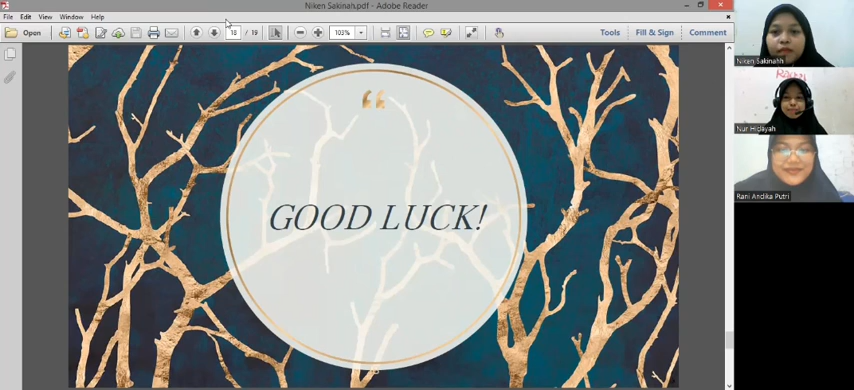 Niken Sakinah.pdf - Adobe Reader
File Edit View Window Help
Open
18 / 19
103%
Tools Fill & Sign Comment
GOOD LUCK!
Niken Sakinahh
Nur Hidayah
Rani Andika Putri